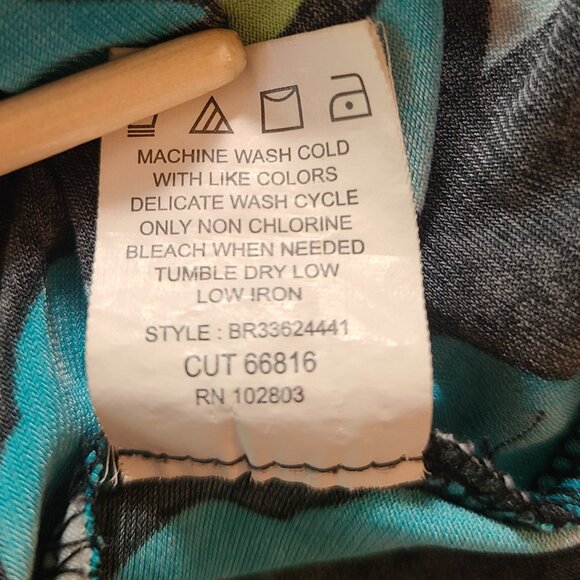 MACHINE WASH COLD
WITH LIKE COLORS
DELICATE WASH CYCLE
ONLY NON CHLORINE
BLEACH WHEN NEEDED
TUMBLE DRY LOW
LOW IRON
STYLE : BR33624441
CUT 66816
RN 102803